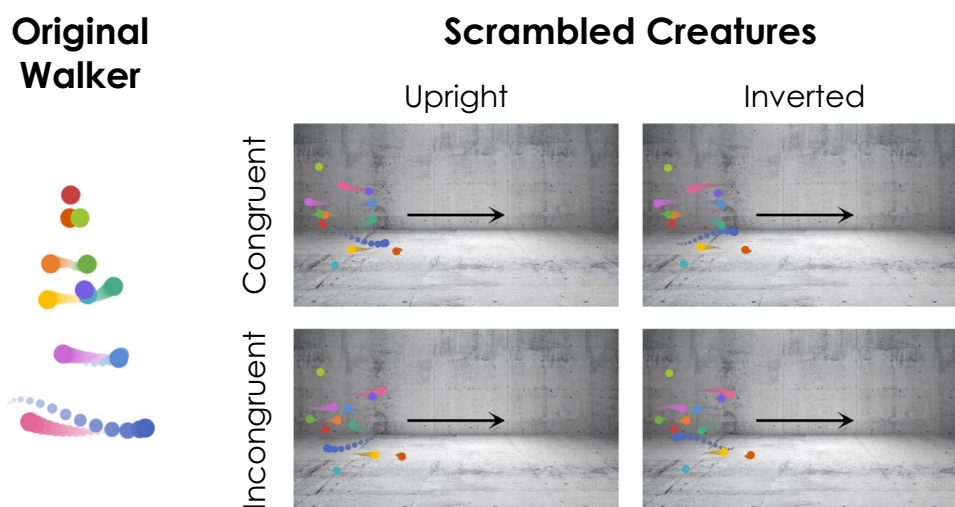 Original
Walker
Scrambled Creatures
Upright
Inverted
Congruent
Incongruent